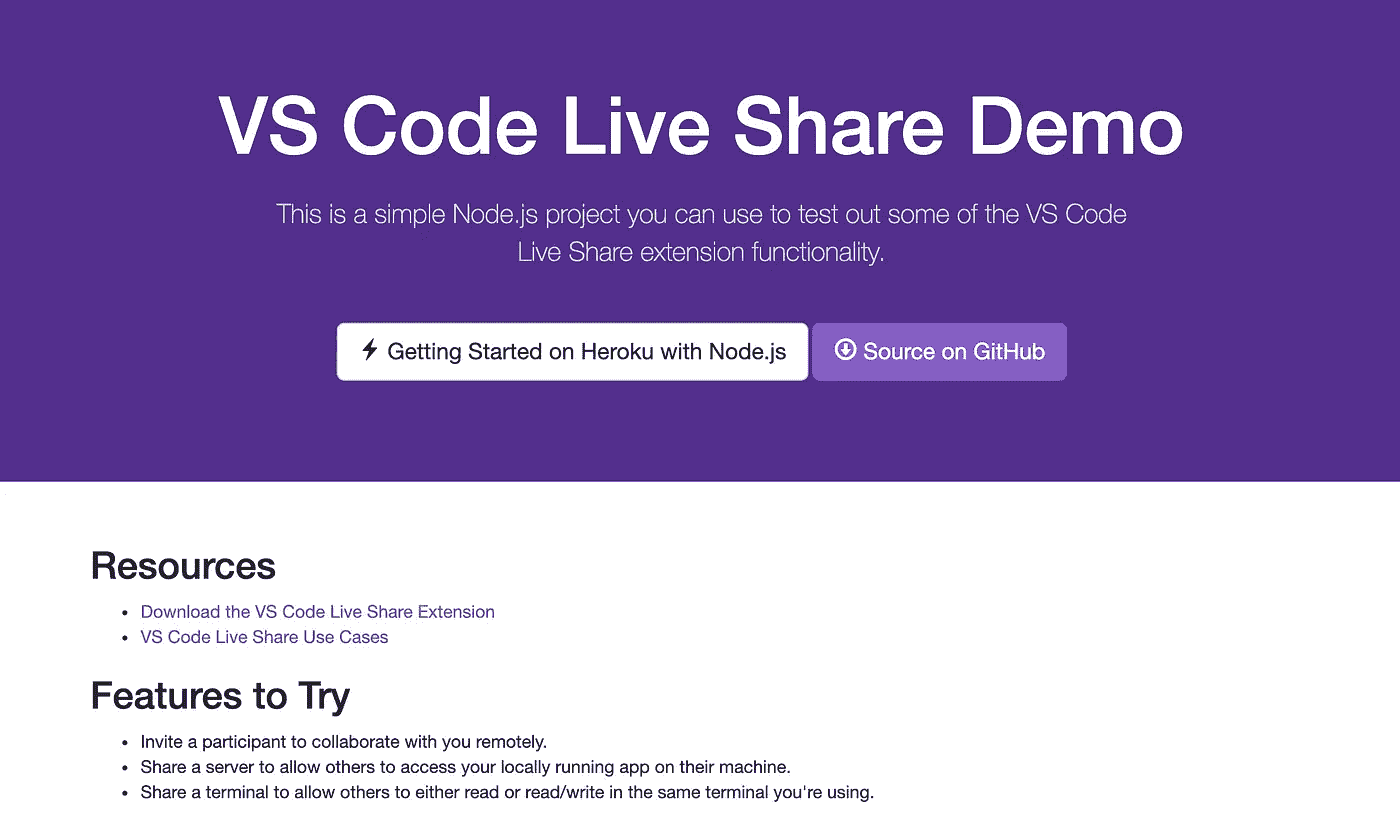 VS Code Live Share Demo
This is a simple Node.js project you can use to test out some of the VS Code
Live Share extension functionality.
Getting Started on Heroku with Node.js
Source on GitHub
Resources
Download the VS Code Live Share Extension
VS Code Live Share Use Cases
Features to Try
Invite a participant to collaborate with you remotely.
Share a server to allow others to access your locally running app on their machine.
Share a terminal to allow others to either read or read/write in the same terminal you're using.